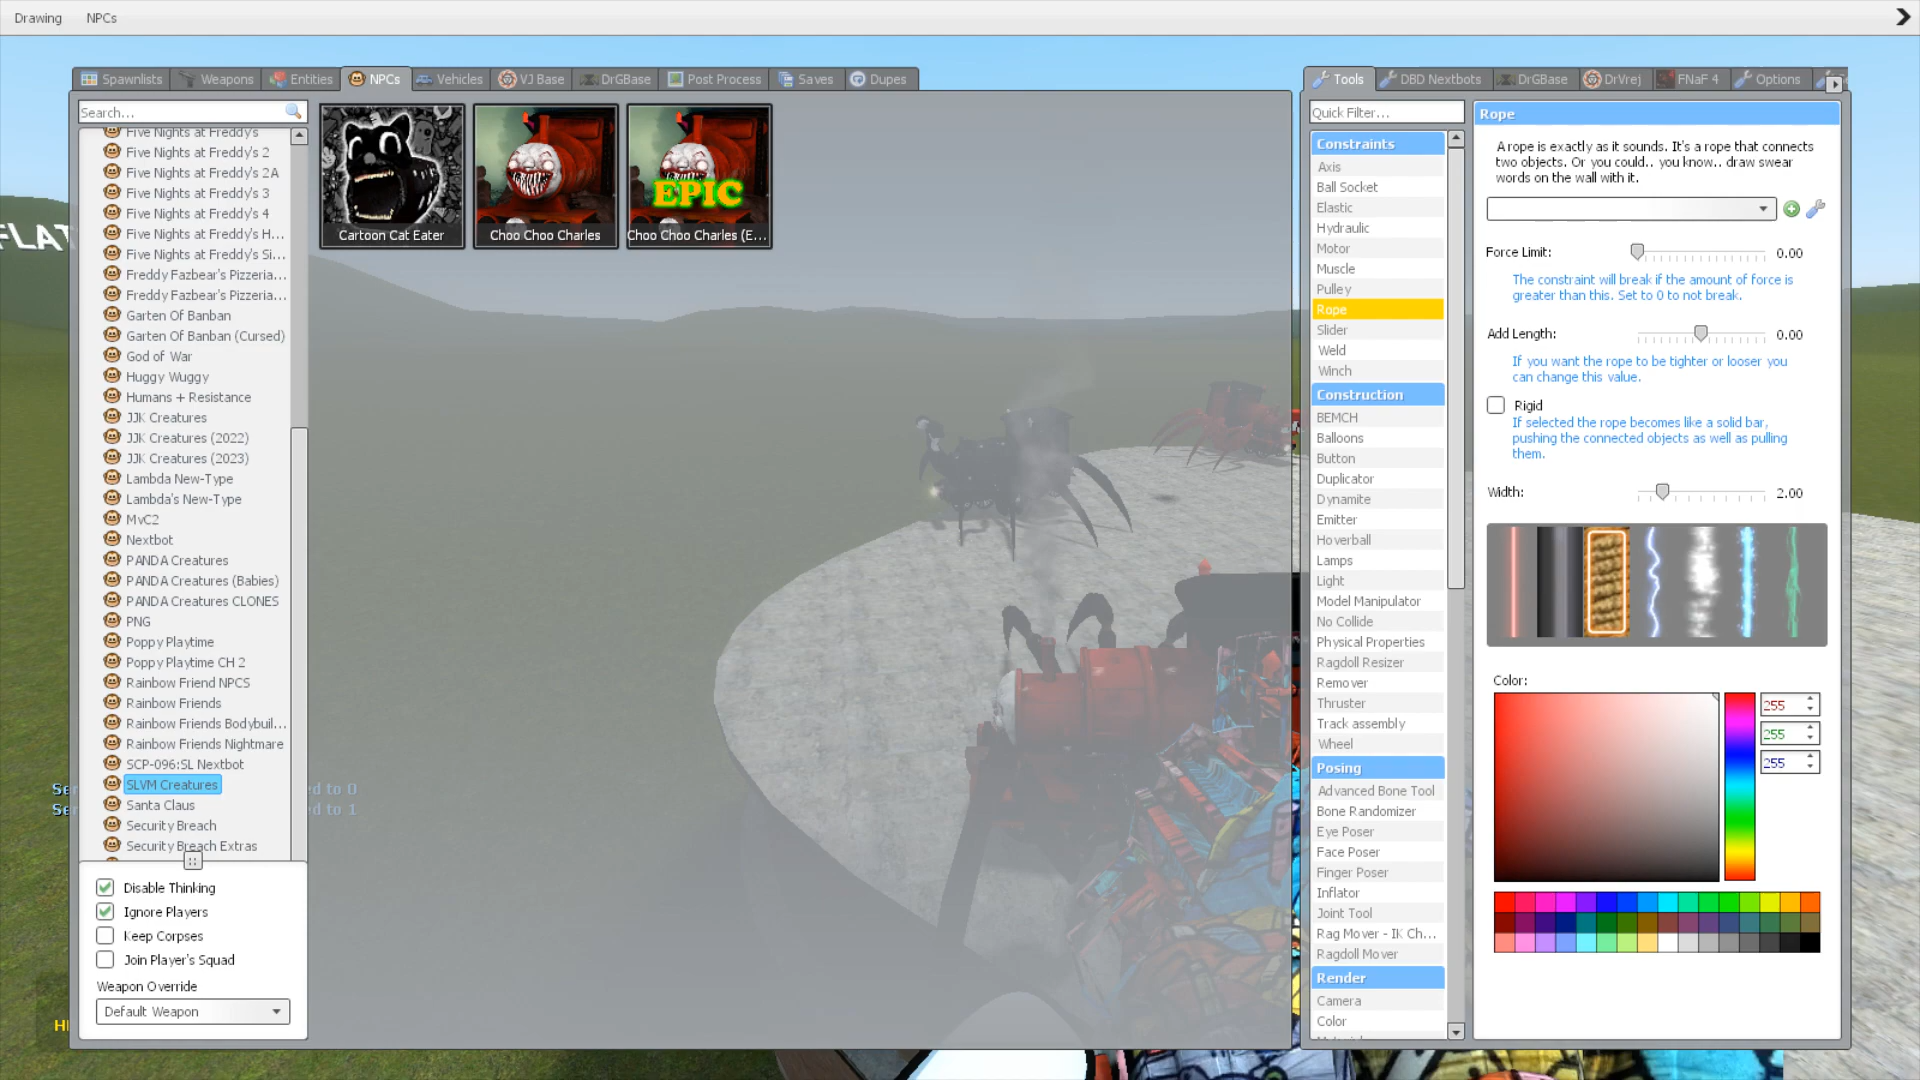 Drawing NPCs
Spawnlists Weapons Entities NPCs Vehicles VJ Base DrGBase Post Process Saves Dupes
Search...
Five Nights at Freddy's
Five Nights at Freddy's 2
Five Nights at Freddy's 2A
Five Nights at Freddy's 3
Five Nights at Freddy's 4
Five Nights at Freddy's H...
Five Nights at Freddy's Si...
Freddy Fazbear's Pizzeria...
Freddy Fazbear's Pizzeria...
Garten Of Banban
Garten Of Banban (Cursed)
God of War
Huggy Wuggy
Humans + Resistance
JJK Creatures
JJK Creatures (2022)
JJK Creatures (2023)
Lambda New-Type
Lambda's New-Type
MvC2
Nextbot
PANDA Creatures
PANDA Creatures (Babies)
PANDA Creatures CLONES
PNG
Poppy Playtime
Poppy Playtime CH 2
Rainbow Friend NPCS
Rainbow Friends
Rainbow Friends Bodybuil...
Rainbow Friends Nightmare
SCP-096:SL Nextbot
SLVM Creatures
Santa Claus
Security Breach
Security Breach Extras
Disable Thinking
Ignore Players
Keep Corpses
Join Player's Squad
Weapon Override
Default Weapon
Cartoon Cat Eater
Choo Choo Charles
EPIC
Choo Choo Charles (E...
FLAT
Se
ed to 0
Se
ed to 1
Tools DBD Nextbots DrGBase DrVrej FNaF 4 Options
Quick Filter...
Constraints
Axis
Ball Socket
Elastic
Hydraulic
Motor
Muscle
Pulley
Rope
Slider
Weld
Winch
Construction
BEMCH
Balloons
Button
Duplicator
Dynamite
Emitter
Hoverball
Lamps
Light
Model Manipulator
No Collide
Physical Properties
Ragdoll Resizer
Remover
Thruster
Track assembly
Wheel
Posing
Advanced Bone Tool
Bone Randomizer
Eye Poser
Face Poser
Finger Poser
Inflator
Joint Tool
Rag Mover - IK Ch...
Ragdoll Mover
Render
Camera
Color
Rope
A rope is exactly as it sounds. It's a rope that connects
two objects. Or you could.. you know.. draw swear
words on the wall with it.
Force Limit: 0.00
The constraint will break if the amount of force is
greater than this. Set to 0 to not break.
Add Length: 0.00
If you want the rope to be tighter or looser you
can change this value.
Rigid
If selected the rope becomes like a solid bar,
pushing the connected objects as well as pulling
them.
Width: 2.00
Color:
255
255
255